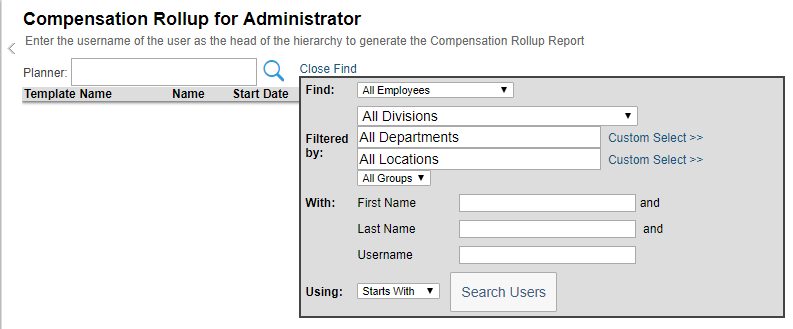 Compensation Rollup for Administrator
Enter the username of the user as the head of the hierarchy to generate the Compensation Rollup Report
Planner:
Close Find
Template Name Name Start Date
Find: All Employees
All Divisions
Filtered by:
All Departments Custom Select >>
All Locations Custom Select >>
All Groups
With: First Name and
Last Name and
Username
Using: Starts With Search Users